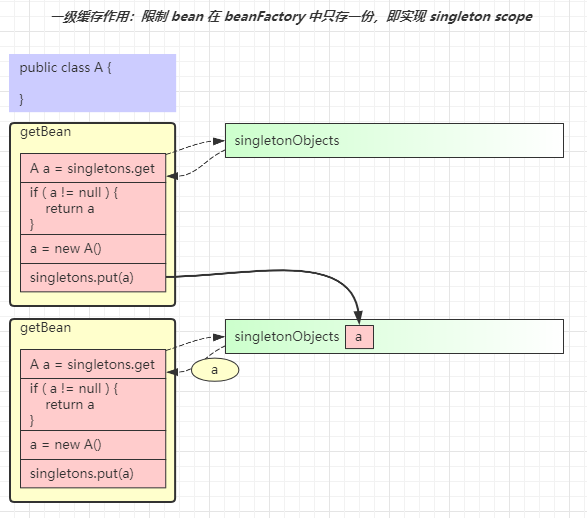 一级缓存作用：限制 bean 在 beanFactory 中只存一份，即实现 singleton scope
public class A {
}
getBean
A a = singletons.get
if ( a != null ) {
return a
}
a = new A()
singletons.put(a)
singletonObjects
getBean
A a = singletons.get
if ( a != null ) {
return a
}
a = new A()
singletons.put(a)
singletonObjects
a
a